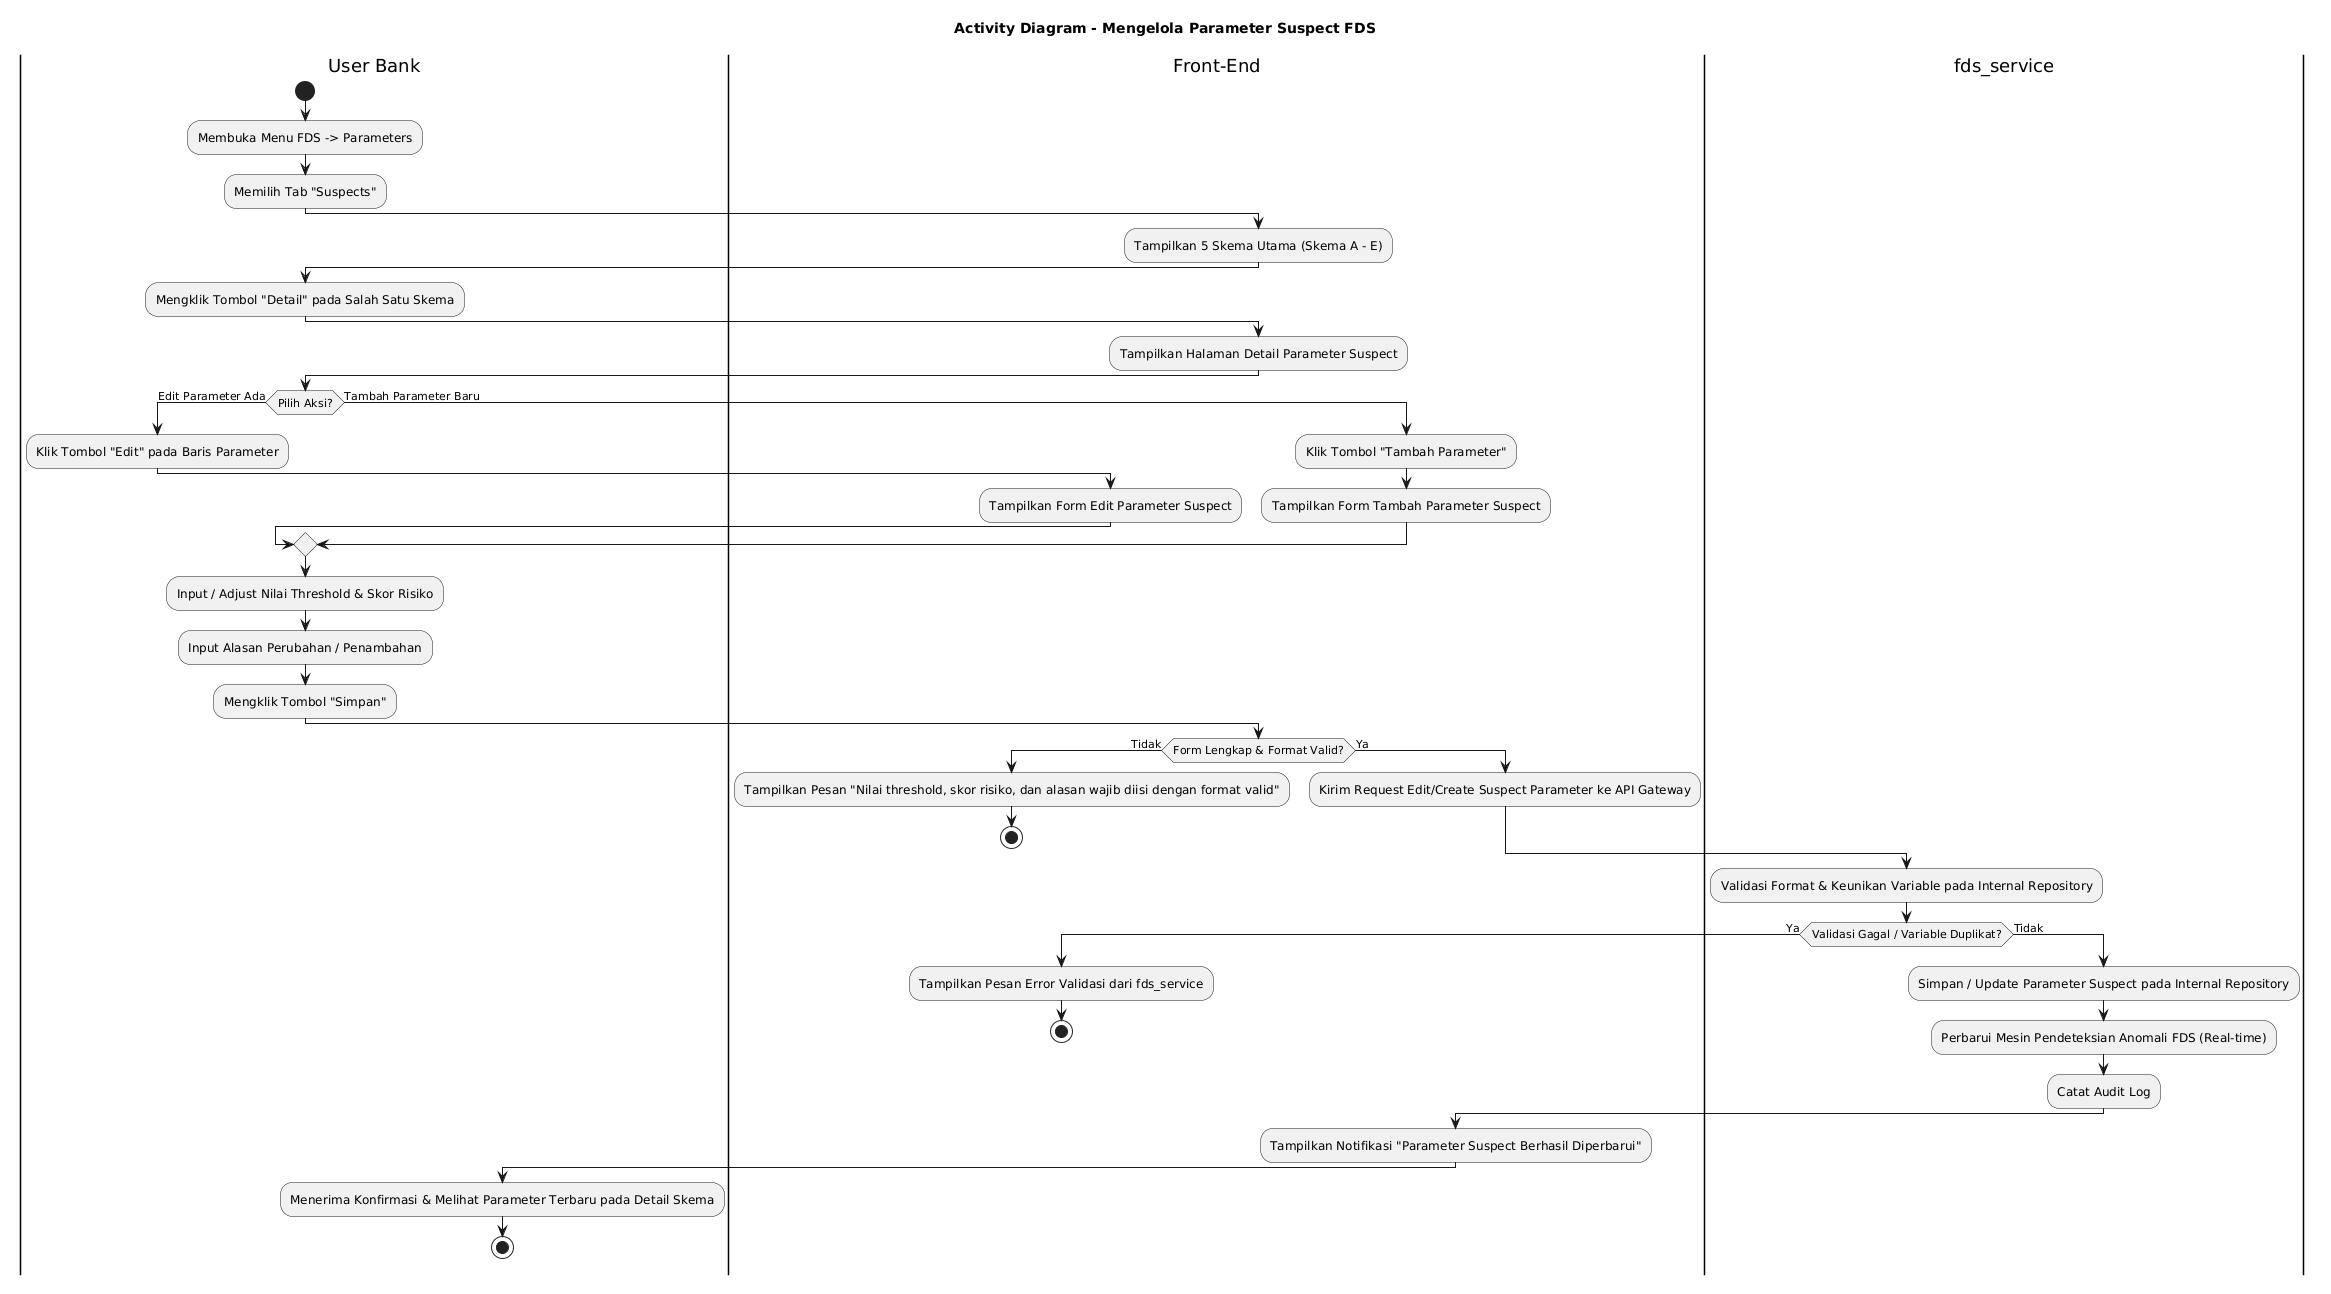 Activity Diagram - Mengelola Parameter Suspect FDS
User Bank
Front-End
fds_service
Membuka Menu FDS -> Parameters
Memilih Tab "Suspects"
Tampilkan 5 Skema Utama (Skema A - E)
Mengklik Tombol "Detail" pada Salah Satu Skema
Tampilkan Halaman Detail Parameter Suspect
Edit Parameter Ada
Pilih Aksi?
Tambah Parameter Baru
Klik Tombol "Edit" pada Baris Parameter
Klik Tombol "Tambah Parameter"
Tampilkan Form Edit Parameter Suspect
Tampilkan Form Tambah Parameter Suspect
Input / Adjust Nilai Threshold & Skor Risiko
Input Alasan Perubahan / Penambahan
Mengklik Tombol "Simpan"
Tidak
Form Lengkap & Format Valid?
Ya
Tampilkan Pesan "Nilai threshold, skor risiko, dan alasan wajib diisi dengan format valid"
Kirim Request Edit/Create Suspect Parameter ke API Gateway
Validasi Format & Keunikan Variable pada Internal Repository
Ya
Validasi Gagal / Variable Duplikat?
Tidak
Tampilkan Pesan Error Validasi dari fds_service
Simpan / Update Parameter Suspect pada Internal Repository
Perbarui Mesin Pendeteksian Anomali FDS (Real-time)
Catat Audit Log
Tampilkan Notifikasi "Parameter Suspect Berhasil Diperbarui"
Menerima Konfirmasi & Melihat Parameter Terbaru pada Detail Skema